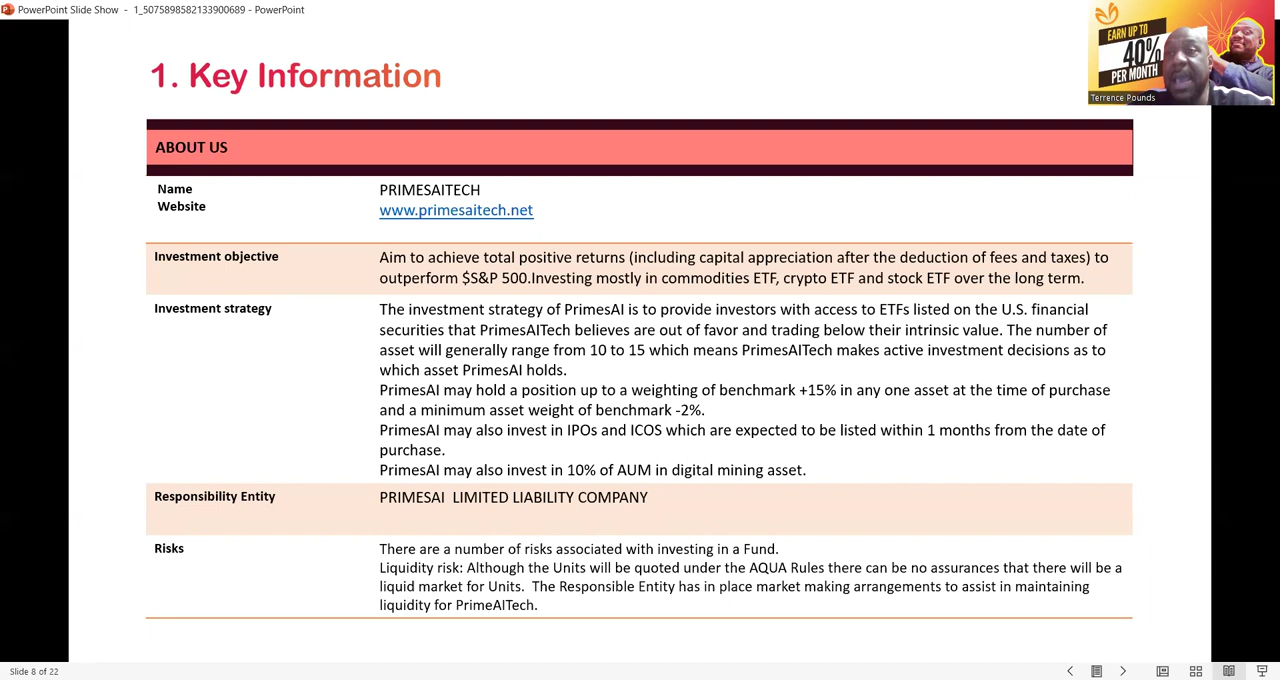 PowerPoint Slide Show - 1_5075898582133900689 - PowerPoint
EARN UP TO
40%
PER MONTH
Terrence Pounds
1. Key Information
ABOUT US
Name PRIMESAITECH
Website www.primesaitech.net
Investment objective Aim to achieve total positive returns (including capital appreciation after the deduction of fees and taxes) to
outperform $S&P 500.Investing mostly in commodities ETF, crypto ETF and stock ETF over the long term.
Investment strategy The investment strategy of PrimesAI is to provide investors with access to ETFs listed on the U.S. financial
securities that PrimesAITech believes are out of favor and trading below their intrinsic value. The number of
asset will generally range from 10 to 15 which means PrimesAITech makes active investment decisions as to
which asset PrimesAI holds.
PrimesAI may hold a position up to a weighting of benchmark +15% in any one asset at the time of purchase
and a minimum asset weight of benchmark -2%.
PrimesAI may also invest in IPOs and ICOS which are expected to be listed within 1 months from the date of
purchase.
PrimesAI may also invest in 10% of AUM in digital mining asset.
Responsibility Entity PRIMESAI LIMITED LIABILITY COMPANY
Risks There are a number of risks associated with investing in a Fund.
Liquidity risk: Although the Units will be quoted under the AQUA Rules there can be no assurances that there will be a
liquid market for Units. The Responsible Entity has in place market making arrangements to assist in maintaining
liquidity for PrimeAITech.
Slide 8 of 22